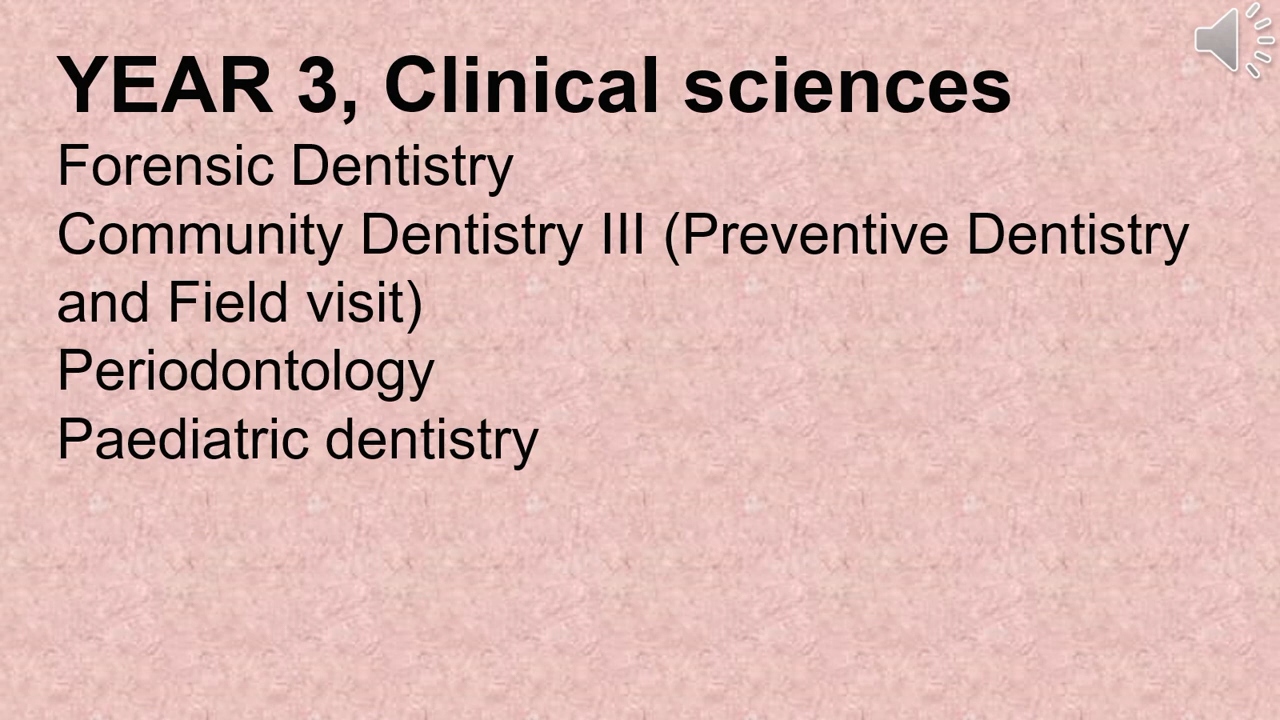 YEAR 3, Clinical sciences
Forensic Dentistry
Community Dentistry III (Preventive Dentistry
and Field visit)
Periodontology
Paediatric dentistry